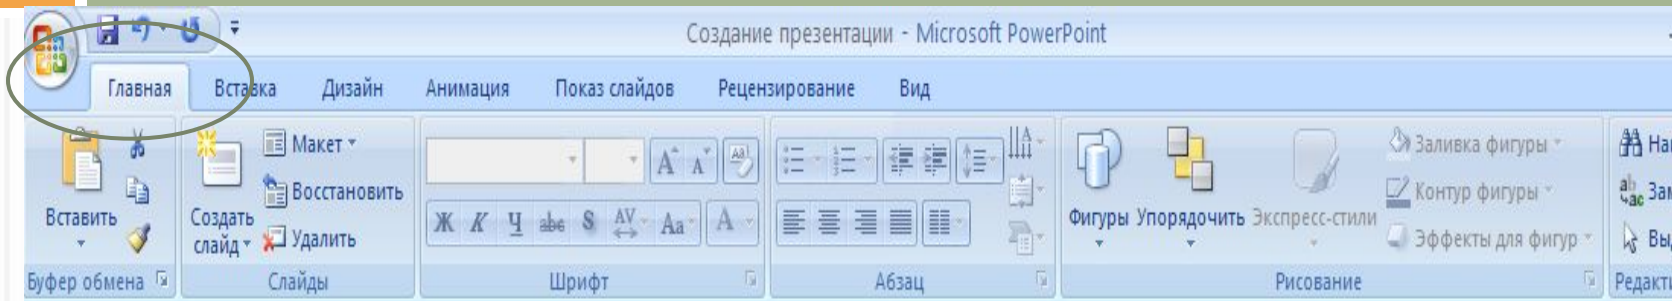 Создание презентации - Microsoft PowerPoint
Главная Вставка Дизайн Анимация Показ слайдов Рецензирование Вид
Вставить
Создать слайд
Макет
Восстановить
Удалить
Ж К Ч abc S AV Aa A
Фигуры Упорядочить Экспресс-стили
Заливка фигуры
Контур фигуры
Эффекты для фигур
Буфер обмена Слайды Шрифт Абзац Рисование